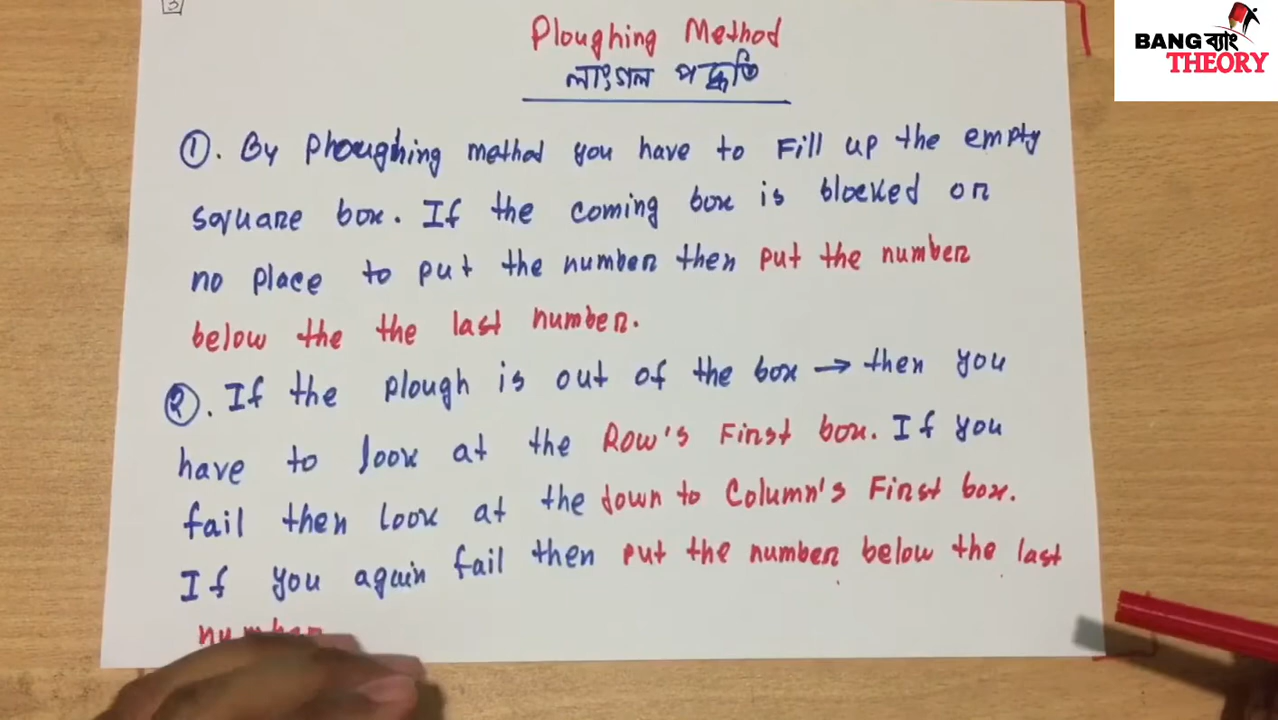 3
Ploughing Method
লাংগল পদ্ধতি
①. By Ploughing method you have to Fill up the empty
square box. If the coming box is blocked or
no place to put the number then put the number
below the the last number.
②. If the plough is out of the box → then you
have to look at the Row's First box. If you
fail then look at the down to Column's First box.
If you again fail then put the number below the last
number
BANG ব্যাং
THEORY